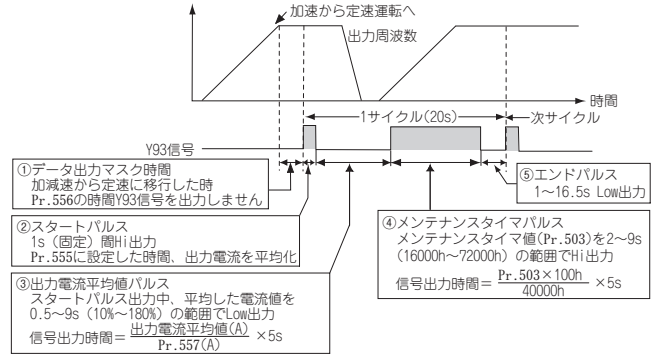 加速から定速運転へ
出力周波数
時間
1サイクル(20s)
次サイクル
Y93信号
①データ出力マスク時間
加減速から定速に移行した時
Pr.556の時間Y93信号を出力しません
②スタートパルス
1s（固定）間Hi出力
Pr.555に設定した時間、出力電流を平均化
③出力電流平均値パルス
スタートパルス出力中、平均した電流値を
0.5～9s（10%～180%）の範囲でLow出力
信号出力時間＝ 出力電流平均値(A) ×5s
Pr.557(A)
⑤エンドパルス
1～16.5s Low出力
④メンテナンスタイマパルス
メンテナンスタイマ値(Pr.503)を2～9s
（16000h～72000h）の範囲でHi出力
信号出力時間＝ Pr.503×100h ×5s
40000h